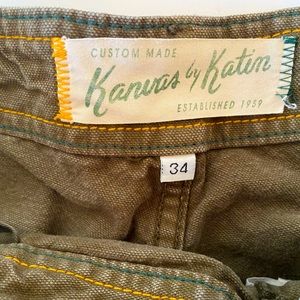 CUSTOM MADE
Kanvas by Katin
ESTABLISHED 1959
34